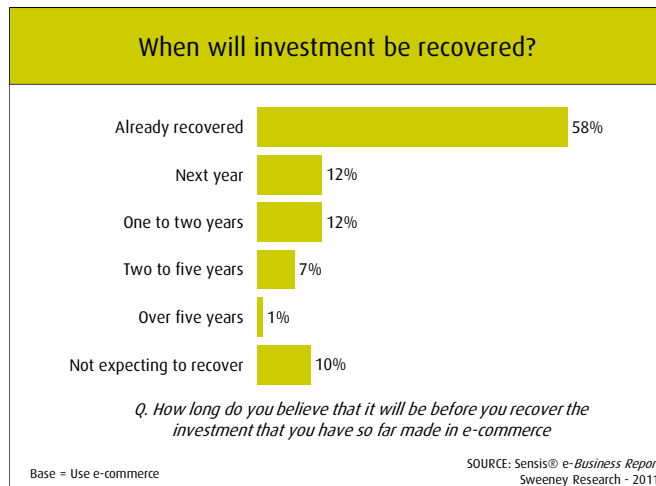 When will investment be recovered?
Already recovered 58%
Next year 12%
One to two years 12%
Two to five years 7%
Over five years 1%
Not expecting to recover 10%
Q. How long do you believe that it will be before you recover the
investment that you have so far made in e-commerce
Base = Use e-commerce
SOURCE: Sensis® e-Business Repor
Sweeney Research - 2011